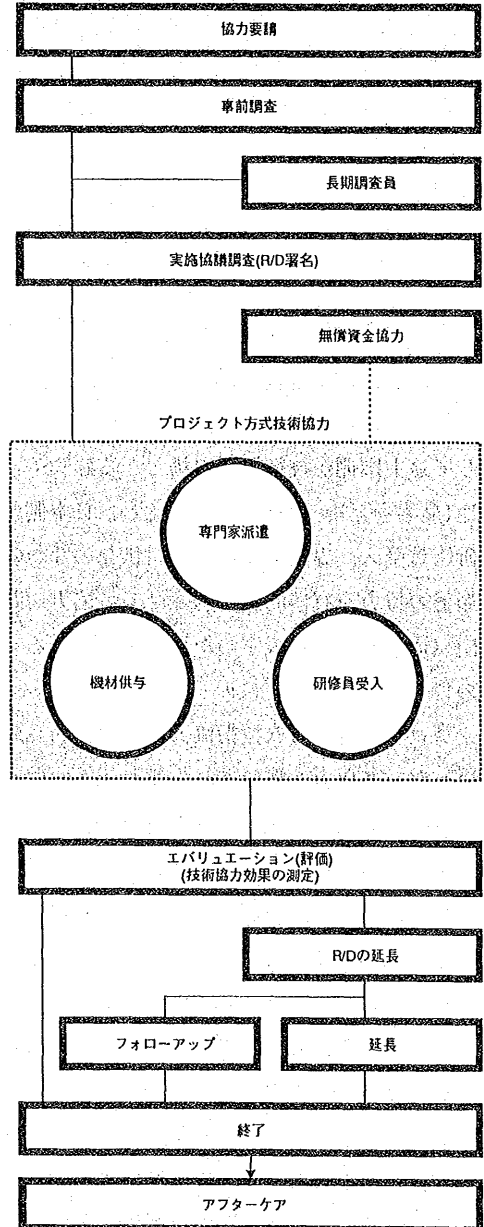 協力要請
事前調査
長期調査員
実施協議調査(R/D署名)
無償資金協力
プロジェクト方式技術協力
専門家派遣
機材供与
研修員受入
エバリュエーション(評価)
(技術協力効果の測定)
R/Dの延長
フォローアップ
延長
終了
アフターケア